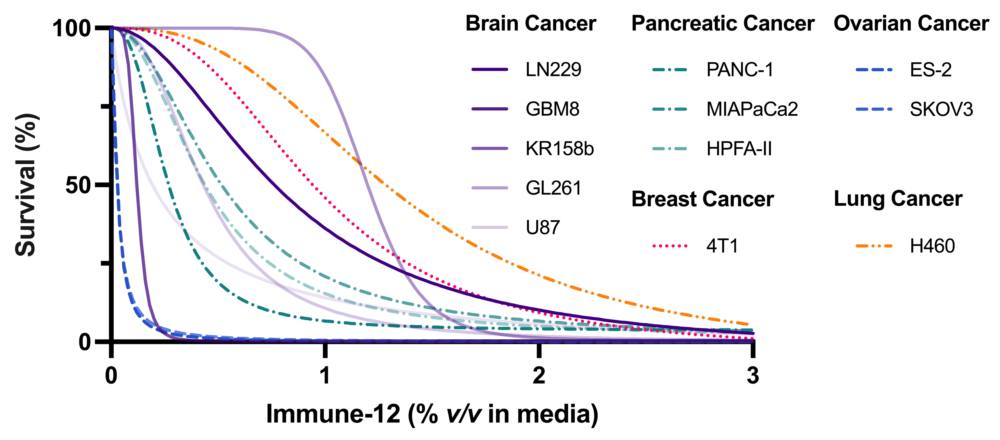 Survival (%)
100
50
0
0
1
2
3
Immune-12 (% v/v in media)
Brain Cancer
LN229
GBM8
KR158b
GL261
U87
Pancreatic Cancer
PANC-1
MIAPaCa2
HPFA-II
Breast Cancer
4T1
Ovarian Cancer
ES-2
SKOV3
Lung Cancer
H460